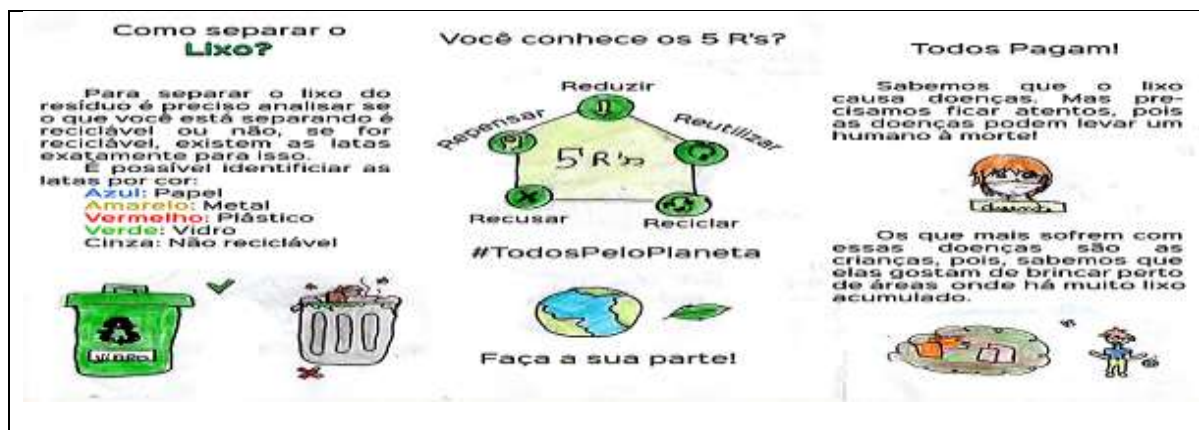 Como separar o
Lixo?
Para separar o lixo do
resíduo é preciso analisar se
o que você está separando é
reciclável ou não, se for
reciclável, existem as latas
exatamente para isso.
É possível identificiar as
latas por cor:
Azul: Papel
Amarelo: Metal
Vermelho: Plástico
Verde: Vidro
Cinza: Não reciclável
VIDRO
Você conhece os 5 R's?
Reduzir
Repensar
Reutilizar
5 R's
Recusar
Reciclar
#TodosPeloPlaneta
Faça a sua parte!
Todos Pagam!
Sabemos que o lixo
causa doenças. Mas pre-
cisamos ficar atentos, pois
as doenças podem levar um
humano à morte!
Os que mais sofrem com
essas doenças são as
crianças, pois, sabemos que
elas gostam de brincar perto
de áreas onde há muito lixo
acumulado.